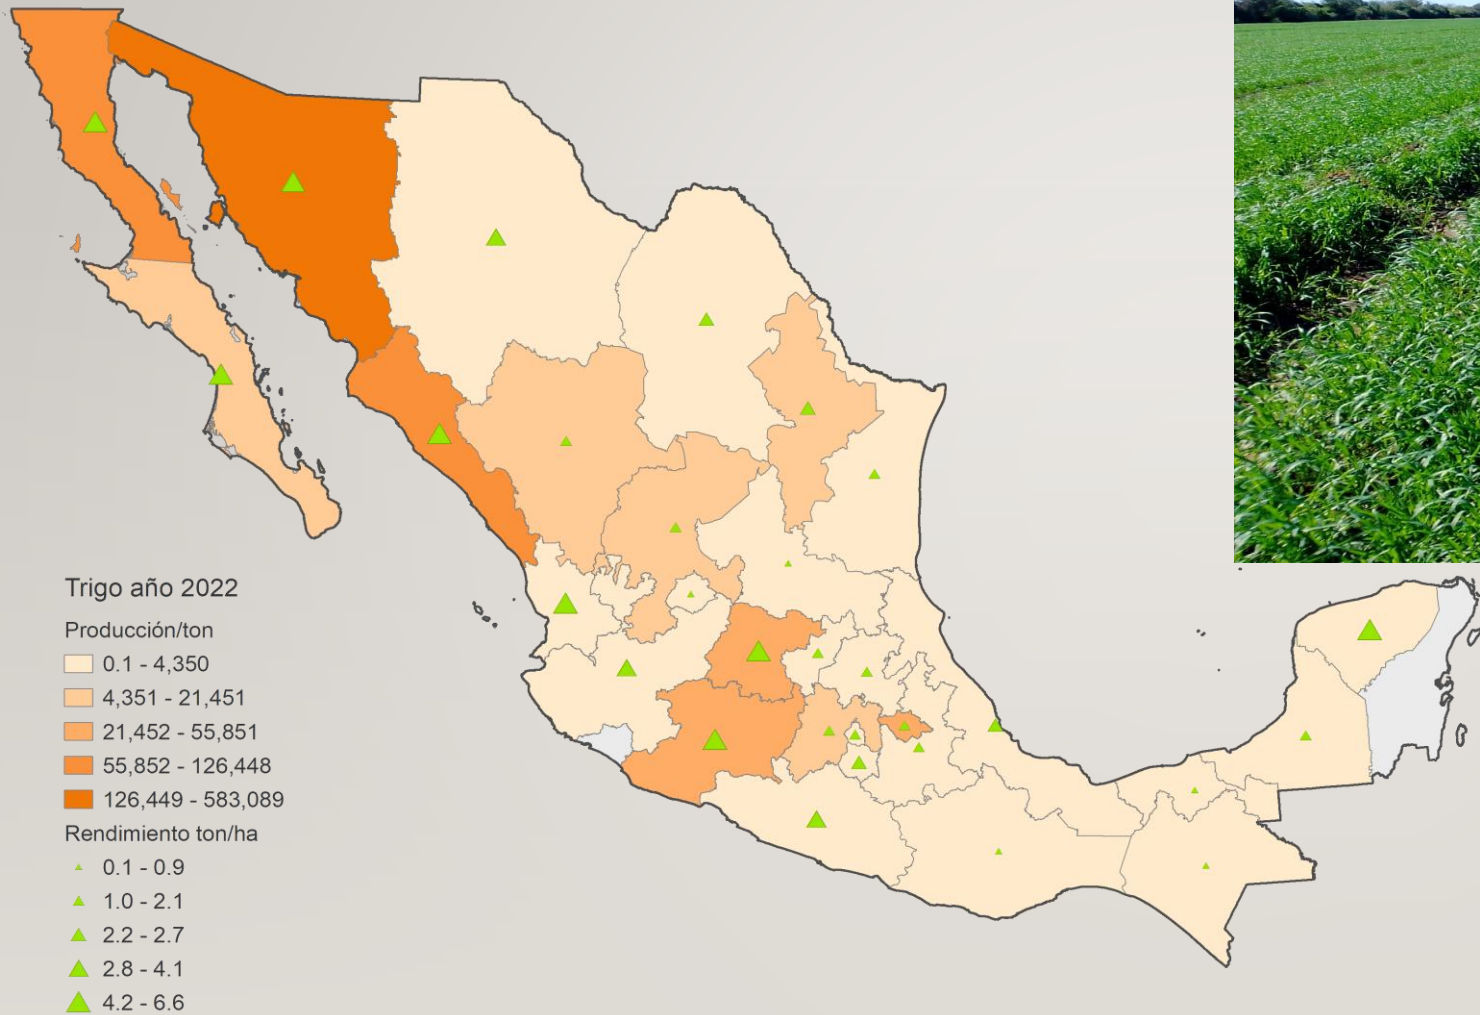 Trigo año 2022
Producción/ton
0.1 - 4,350
4,351 - 21,451
21,452 - 55,851
55,852 - 126,448
126,449 - 583,089
Rendimiento ton/ha
0.1 - 0.9
1.0 - 2.1
2.2 - 2.7
2.8 - 4.1
4.2 - 6.6